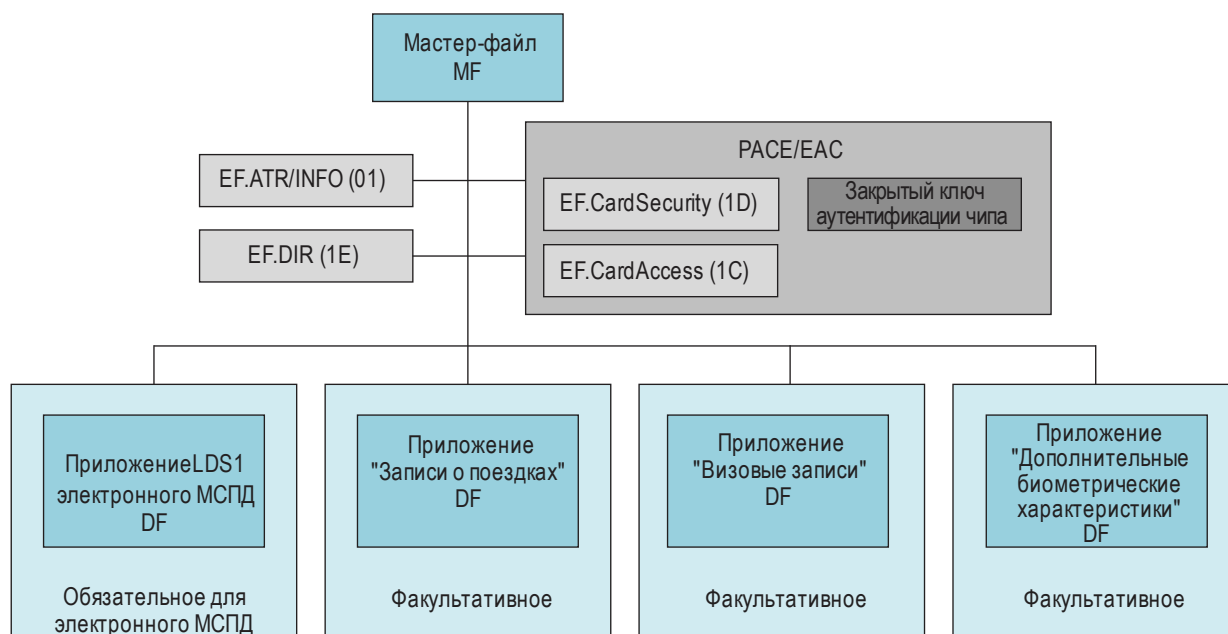 Мастер-файл
MF
EF.ATR/INFO (01)
EF.DIR (1E)
PACE/EAC
EF.CardSecurity (1D)
Закрытый ключ
аутентификации чипа
EF.CardAccess (1C)
ПриложениеLDS1
электронного МСПД
DF
Обязательное для
электронного МСПД
Приложение
"Записи о поездках"
DF
Факультативное
Приложение
"Визовые записи"
DF
Факультативное
Приложение
"Дополнительные
биометрические
характеристики"
DF
Факультативное